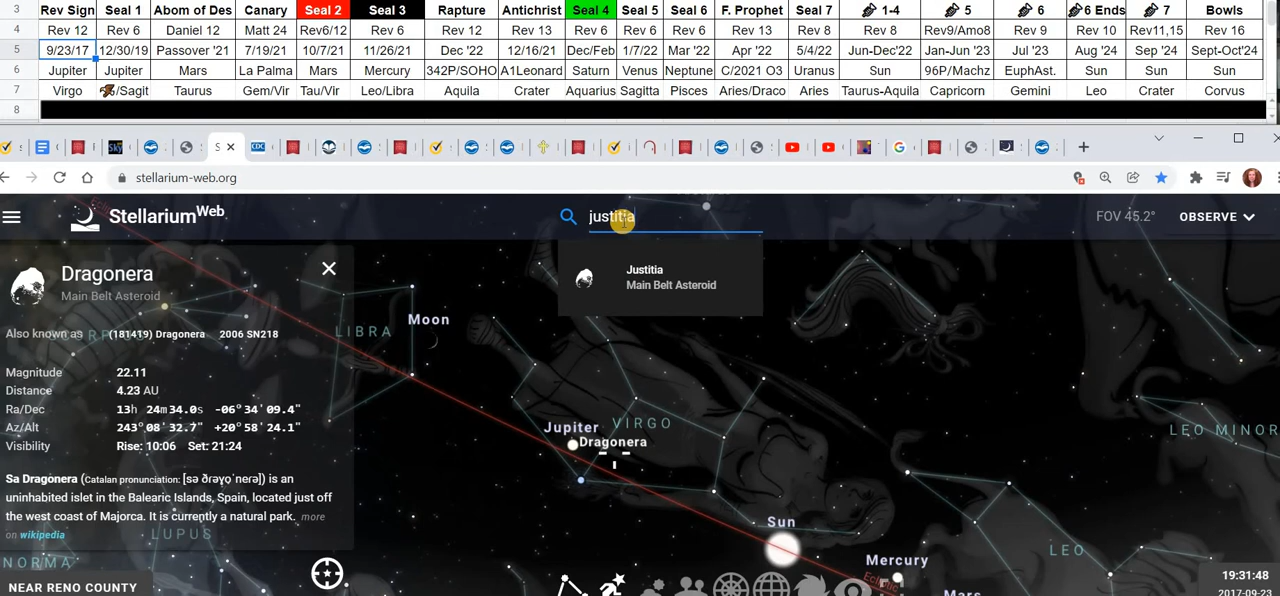 3 Rev Sign Seal 1 Abom of Des Canary Seal 2 Seal 3 Rapture Antichrist Seal 4 Seal 5 Seal 6 F. Prophet Seal 7 1-4 5 6 6 Ends 7 Bowls
4 Rev 12 Rev 6 Daniel 12 Matt 24 Rev6/12 Rev 6 Rev 12 Rev 13 Rev 6 Rev 6 Rev 6 Rev 13 Rev 8 Rev 8 Rev9/Amo8 Rev 9 Rev 10 Rev11,15 Rev 16
5 9/23/17 12/30/19 Passover '21 7/19/21 10/7/21 11/26/21 Dec '22 12/16/21 Dec/Feb 1/7/22 Mar '22 Apr '22 5/4/22 Jun-Dec'22 Jan-Jun '23 Jul '23 Aug '24 Sep '24 Sept-Oct'24
6 Jupiter Jupiter Mars La Palma Mars Mercury 342P/SOHO A1Leonard Saturn Venus Neptune C/2021 O3 Uranus Sun 96P/Machz EuphAst. Sun Sun Sun
7 Virgo /Sagit Taurus Gem/Vir Tau/Vir Leo/Libra Aquila Crater Aquarius Sagitta Pisces Aries/Draco Aries Taurus-Aquila Capricorn Gemini Leo Crater Corvus
8
S CDC
stellarium-web.org
StellariumWeb
justitia
FOV 45.2°
OBSERVE
Dragonera
Main Belt Asteroid
Justitia
Main Belt Asteroid
Also known as (181419) Dragonera 2006 SN218
LIBRA
Moon
Magnitude 22.11
Distance 4.23 AU
Ra/Dec 13h 24m34.0s -06°34'09.4"
Az/Alt 243°08'32.7" +20°58'24.1"
Visibility Rise: 10:06 Set: 21:24
Jupiter
VIRGO
Dragonera
LEO MINOR
Sa Dragonera (Catalan pronunciation: [sə ðɾəɣoˈneɾə]) is an
uninhabited islet in the Balearic Islands, Spain, located just off
the west coast of Majorca. It is currently a natural park. more
on wikipedia
LUPUS
Sun
LEO
NORMA
Mercury
Ecliptic
Mars
NEAR RENO COUNTY
19:31:48
2017-09-23